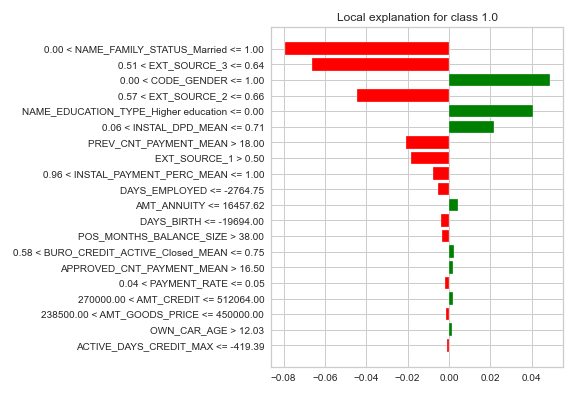 Local explanation for class 1.0
0.00 < NAME_FAMILY_STATUS_Married <= 1.00
0.51 < EXT_SOURCE_3 <= 0.64
0.00 < CODE_GENDER <= 1.00
0.57 < EXT_SOURCE_2 <= 0.66
NAME_EDUCATION_TYPE_Higher education <= 0.00
0.06 < INSTAL_DPD_MEAN <= 0.71
PREV_CNT_PAYMENT_MEAN > 18.00
EXT_SOURCE_1 > 0.50
0.96 < INSTAL_PAYMENT_PERC_MEAN <= 1.00
DAYS_EMPLOYED <= -2764.75
AMT_ANNUITY <= 16457.62
DAYS_BIRTH <= -19694.00
POS_MONTHS_BALANCE_SIZE > 38.00
0.58 < BURO_CREDIT_ACTIVE_Closed_MEAN <= 0.75
APPROVED_CNT_PAYMENT_MEAN > 16.50
0.04 < PAYMENT_RATE <= 0.05
270000.00 < AMT_CREDIT <= 512064.00
238500.00 < AMT_GOODS_PRICE <= 450000.00
OWN_CAR_AGE > 12.03
ACTIVE_DAYS_CREDIT_MAX <= -419.39
−0.08 −0.06 −0.04 −0.02 0.00 0.02 0.04